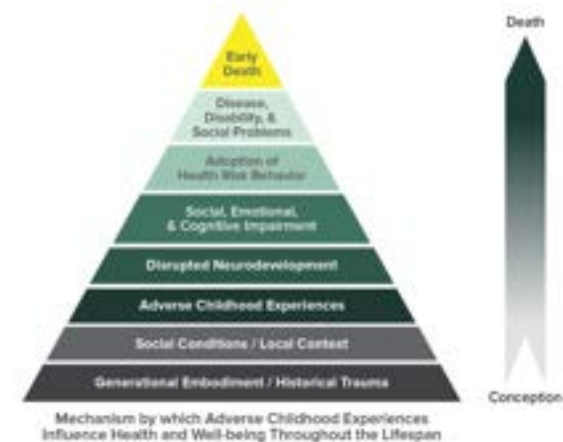 Early
Death
Disease,
Disability, &
Social Problems
Adoption of
Health Risk Behavior
Social, Emotional,
& Cognitive Impairment
Disrupted Neurodevelopment
Adverse Childhood Experiences
Social Conditions / Local Context
Generational Embodiment / Historical Trauma
Mechanism by which Adverse Childhood Experiences
Influence Health and Well-being Throughout the Lifespan
Death
Conception